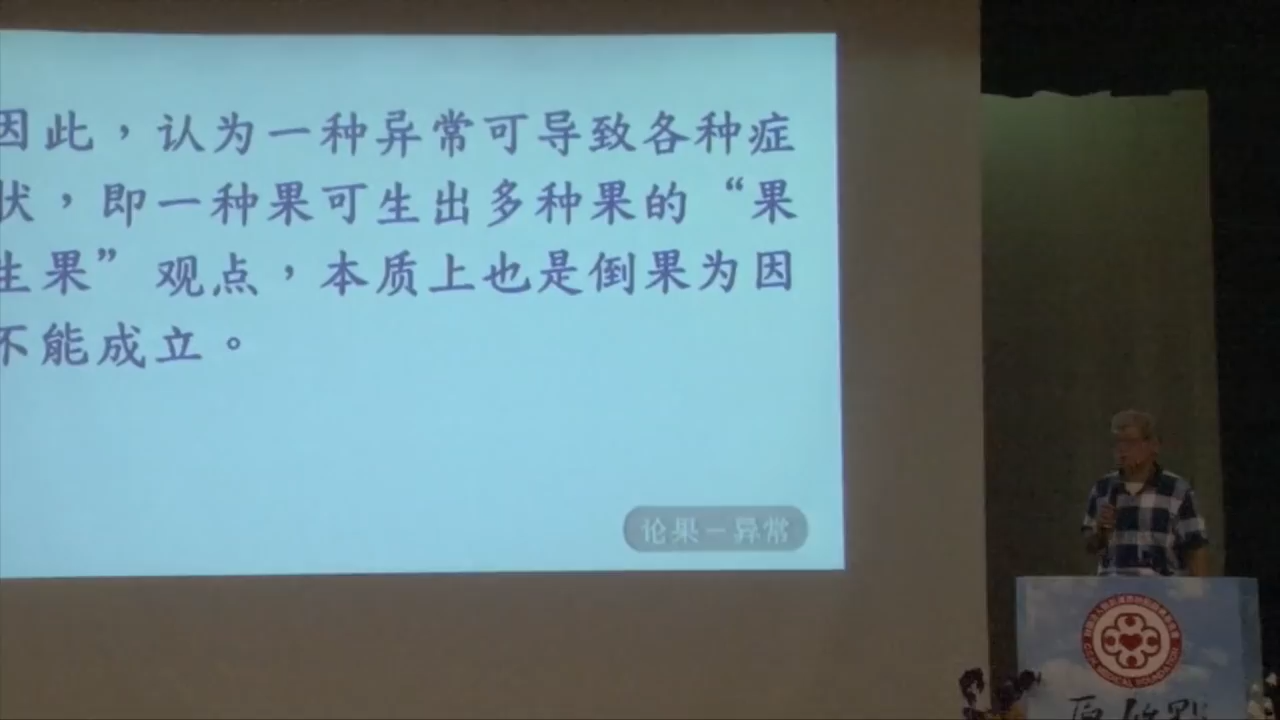 因此，认为一种异常可导致各种症
状，即一种果可生出多种果的“果
生果”观点，本质上也是倒果为因
不能成立。
论果－异常
MEDICAL FOUNDATION